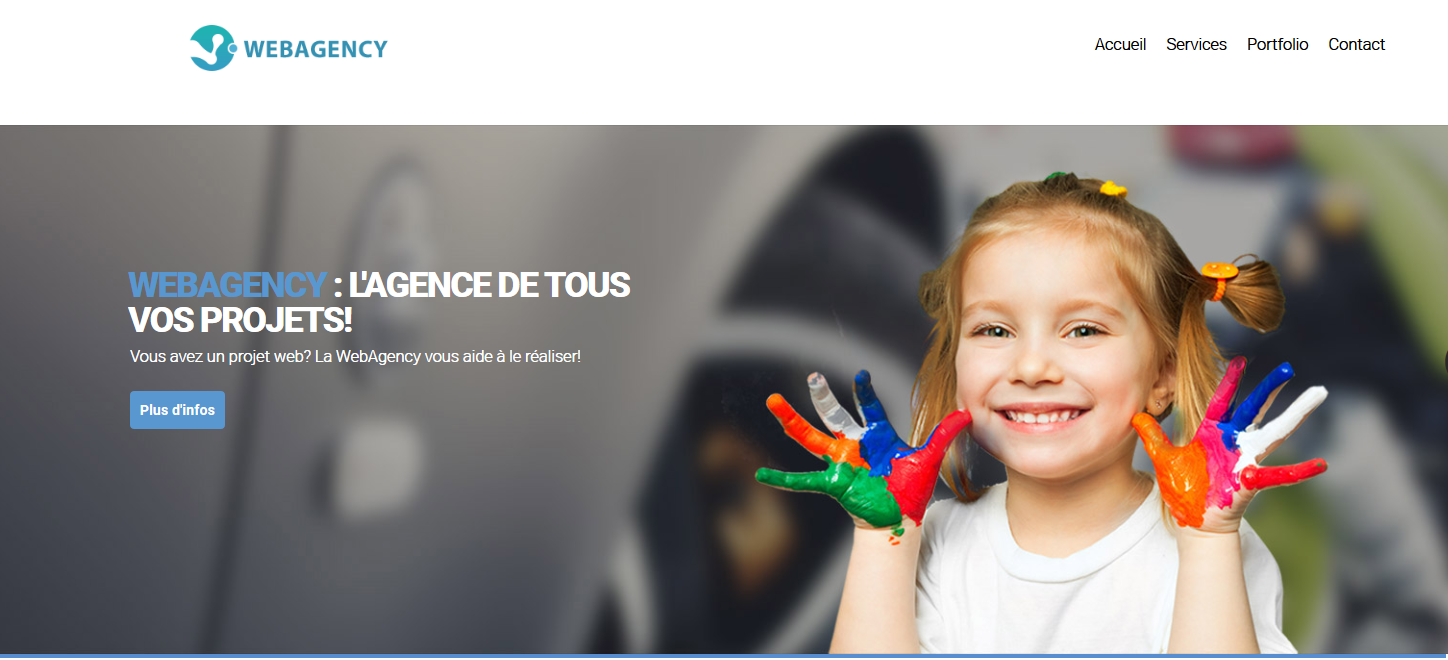 WEBAGENCY
Accueil Services Portfolio Contact
WEBAGENCY : L'AGENCE DE TOUS
VOS PROJETS!
Vous avez un projet web? La WebAgency vous aide à le réaliser!
Plus d'infos